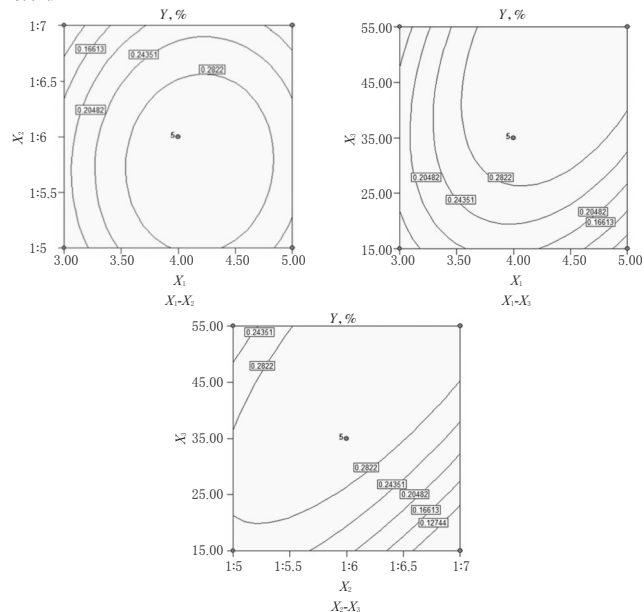 Y, %
1:7
0.16613
0.24351
0.2822
1:6.5
0.20482
X₂
1:6
5
1:5.5
1:5
3.00 3.50 4.00 4.50 5.00
X₁
X₁-X₂
Y, %
55.00
45.00
X₃
35.00
5
0.20482
0.2822
25.00
0.24351
0.20482
0.16613
15.00
3.00 3.50 4.00 4.50 5.00
X₁
X₁-X₃
Y, %
55.00
0.24351
0.2822
45.00
X₃
35.00
5
0.2822
0.24351
25.00
0.20482
0.16613
0.12744
15.00
1:5 1:5.5 1:6 1:6.5 1:7
X₂
X₂-X₃